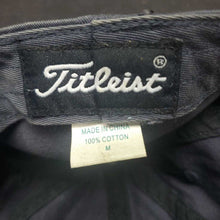 Titleist ®
MADE IN CHINA
100% COTTON
M